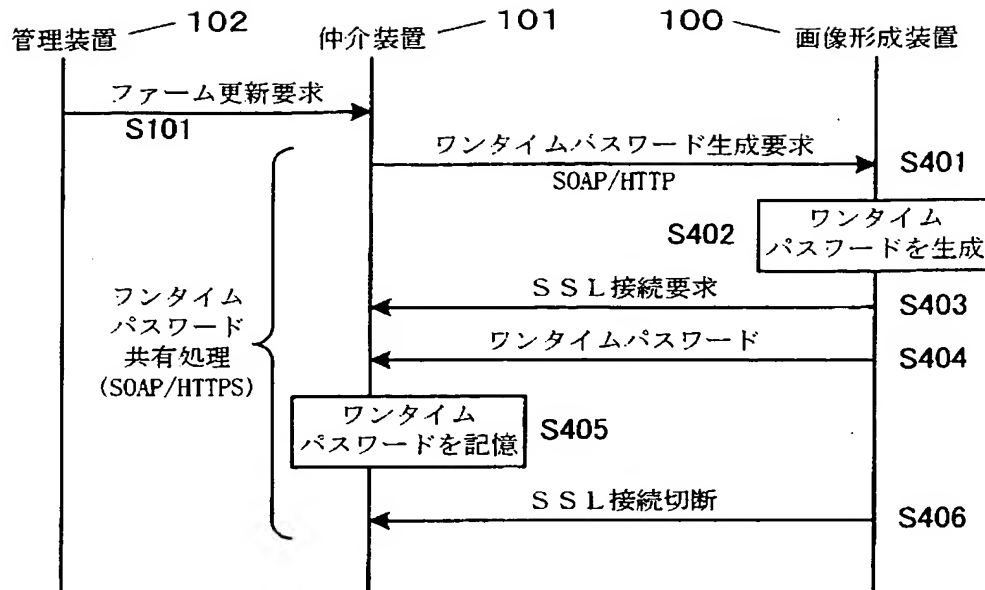 管理装置 102
仲介装置 101
100 画像形成装置
ファーム更新要求
S101
ワンタイムパスワード生成要求
SOAP/HTTP
S401
S402
ワンタイム
パスワードを生成
SSL接続要求
S403
ワンタイムパスワード
S404
ワンタイム
パスワード
共有処理
(SOAP/HTTPS)
ワンタイム
パスワードを記憶
S405
SSL接続切断
S406